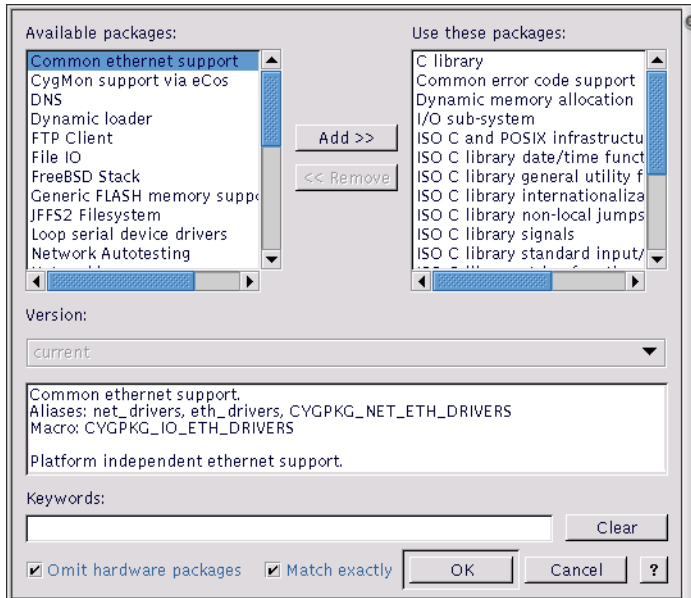 Available packages:
Common ethernet support
CygMon support via eCos
DNS
Dynamic loader
FTP Client
File IO
FreeBSD Stack
Generic FLASH memory suppo
JFFS2 Filesystem
Loop serial device drivers
Network Autotesting
Add >>
<< Remove
Use these packages:
C library
Common error code support
Dynamic memory allocation
I/O sub-system
ISO C and POSIX infrastructu
ISO C library date/time funct
ISO C library general utility f
ISO C library internationaliza
ISO C library non-local jumps
ISO C library signals
ISO C library standard input/
Version:
current
Common ethernet support.
Aliases: net_drivers, eth_drivers, CYGPKG_NET_ETH_DRIVERS
Macro: CYGPKG_IO_ETH_DRIVERS
Platform independent ethernet support.
Keywords:
Clear
Omit hardware packages
Match exactly
OK
Cancel
?